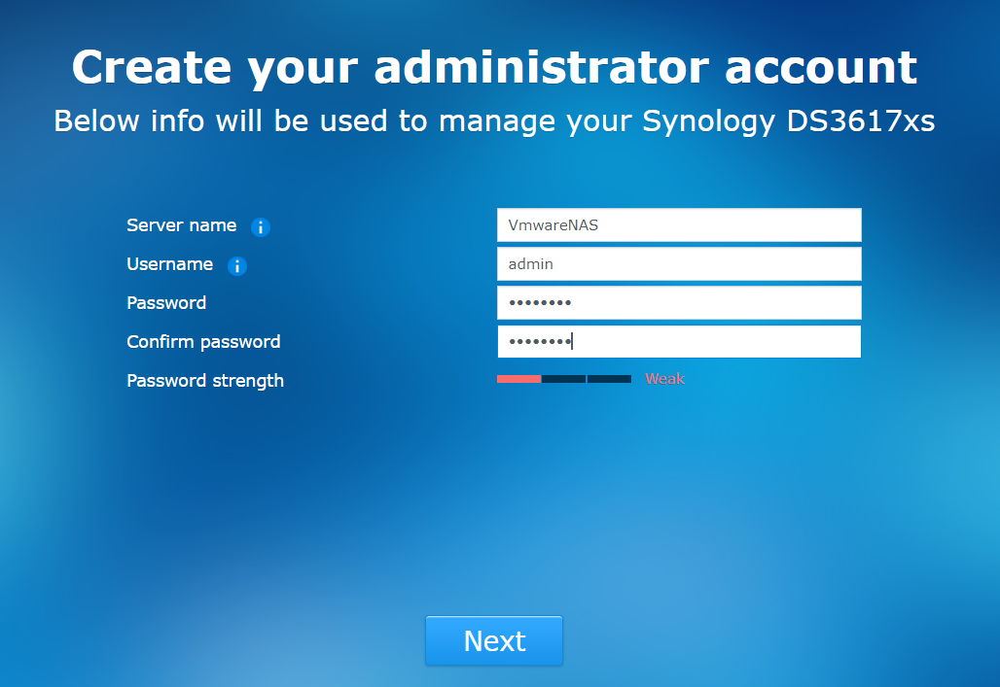 Create your administrator account
Below info will be used to manage your Synology DS3617xs
Server name i VmwareNAS
Username i admin
Password ••••••••
Confirm password ••••••••
Password strength Weak
Next